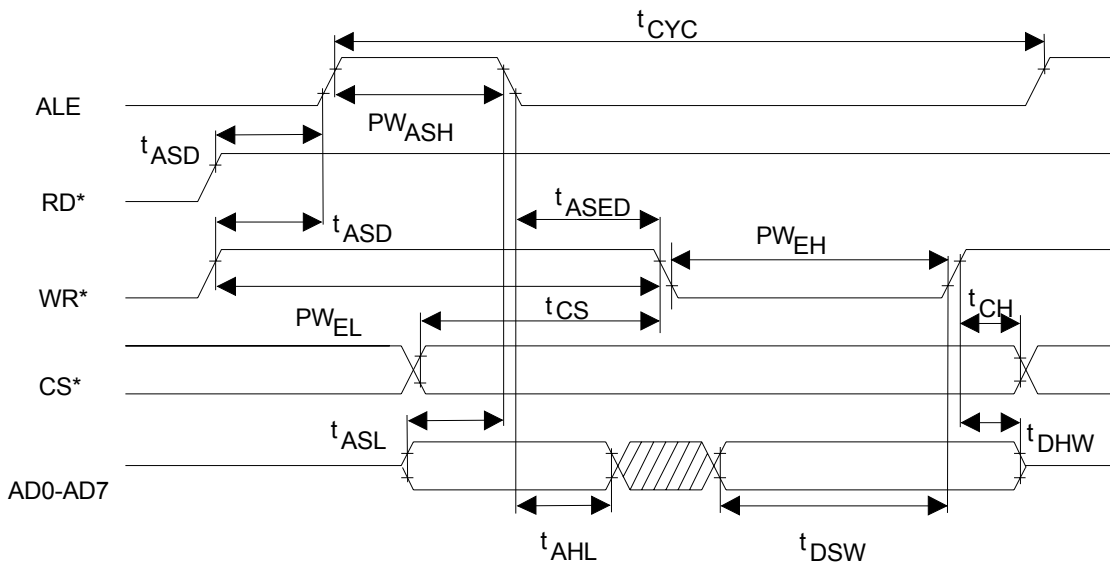 tCYC
ALE
PWASH
tASD
RD*
tASED
tASD
PWEH
WR*
tCS
tCH
PWEL
CS*
tASL
tDHW
AD0-AD7
tAHL
tDSW